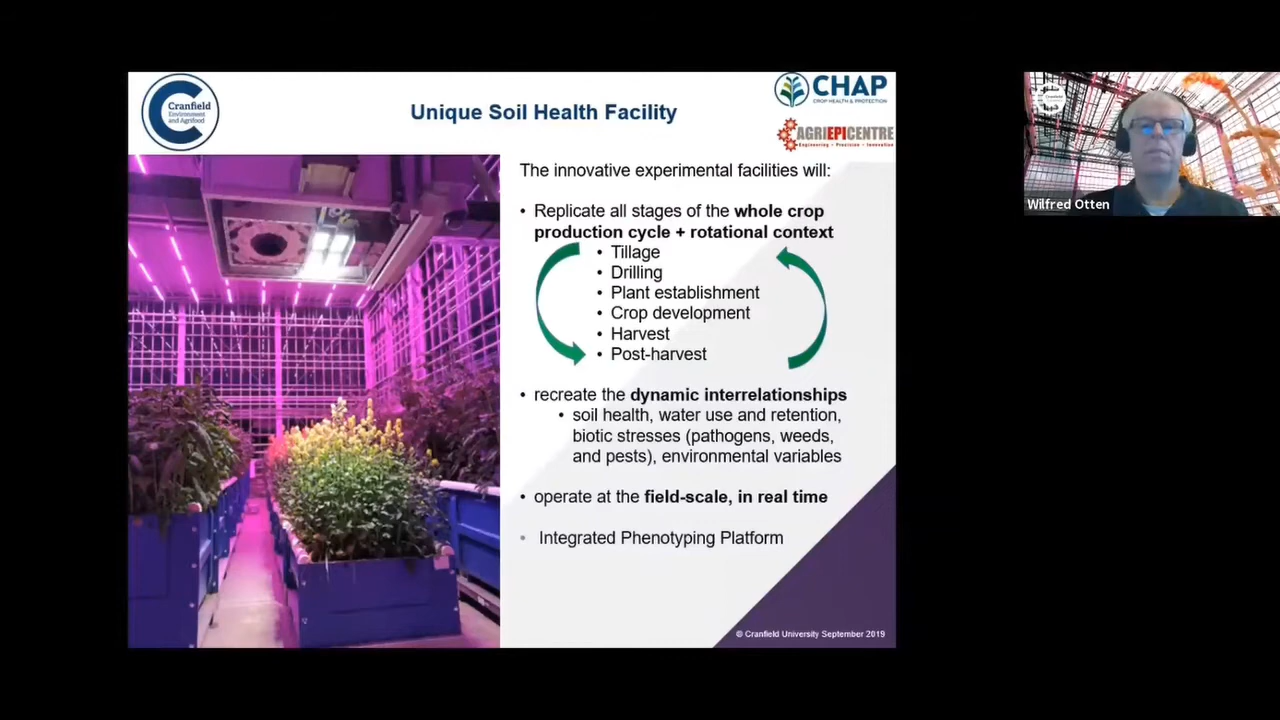 Cranfield
Environment
and Agrifood
Unique Soil Health Facility
CHAP
CROP HEALTH & PROTECTION
AGRIEPICENTRE
Engineering • Precision • Innovation
The innovative experimental facilities will:
• Replicate all stages of the whole crop
production cycle + rotational context
• Tillage
• Drilling
• Plant establishment
• Crop development
• Harvest
• Post-harvest
• recreate the dynamic interrelationships
• soil health, water use and retention,
biotic stresses (pathogens, weeds,
and pests), environmental variables
• operate at the field-scale, in real time
• Integrated Phenotyping Platform
© Cranfield University September 2019
Wilfred Otten